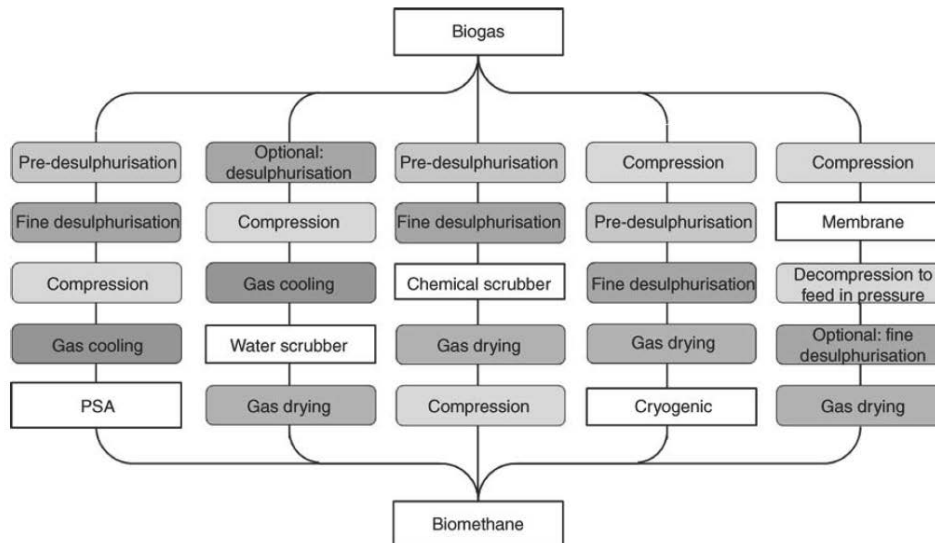 Biogas
Pre-desulphurisation
Fine desulphurisation
Compression
Gas cooling
PSA
Optional:
desulphurisation
Compression
Gas cooling
Water scrubber
Gas drying
Pre-desulphurisation
Fine desulphurisation
Chemical scrubber
Gas drying
Compression
Compression
Pre-desulphurisation
Fine desulphurisation
Gas drying
Cryogenic
Compression
Membrane
Decompression to
feed in pressure
Optional: fine
desulphurisation
Gas drying
Biomethane